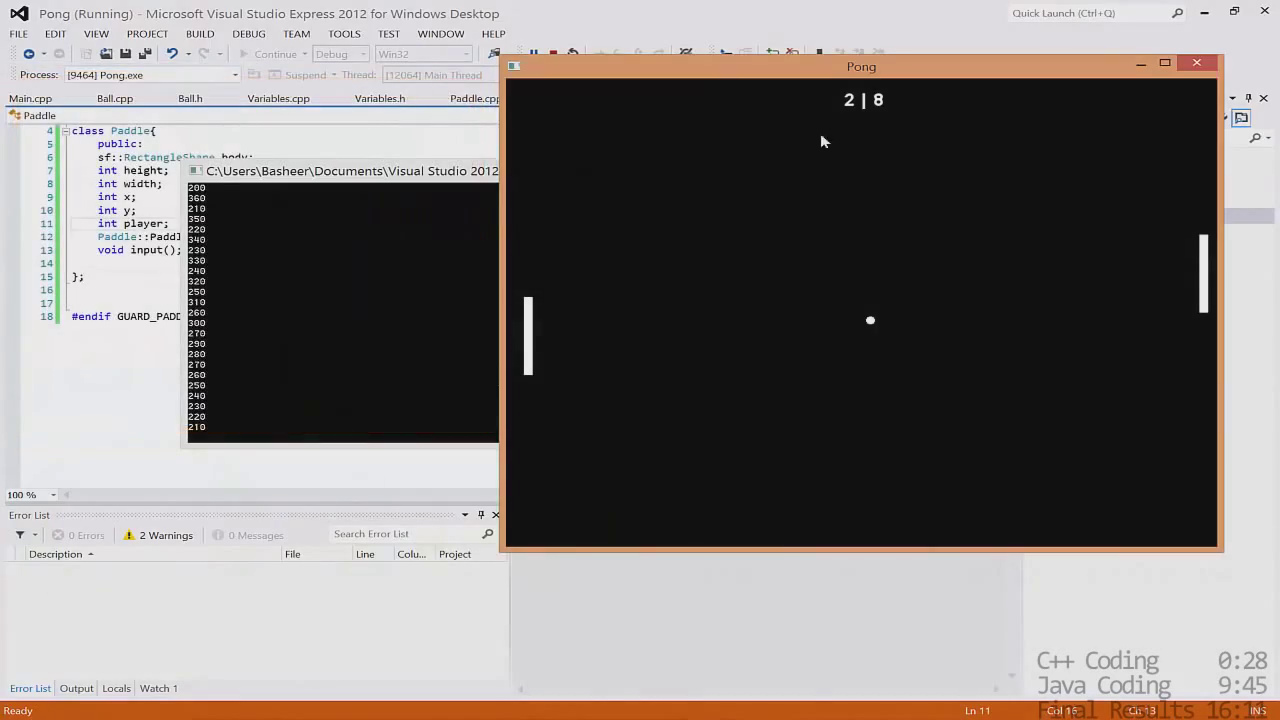 Pong (Running) - Microsoft Visual Studio Express 2012 for Windows Desktop
Quick Launch (Ctrl+Q)
FILE EDIT VIEW PROJECT BUILD DEBUG TEAM TOOLS TEST WINDOW HELP
Continue Debug Win32
Process: [9464] Pong.exe Suspend Thread: [12064] Main Thread
Pong
Main.cpp Ball.cpp Ball.h Variables.cpp Variables.h Paddle.cpp
2 | 8
Paddle
4 class Paddle{
5 public:
6 sf::RectangleShape body;
7 int height;
8 int width;
9 int x;
10 int y;
11 int player;
12 Paddle::Paddl
13 void input();
14
15 };
16
17
18 #endif GUARD_PADD
C:\Users\Basheer\Documents\Visual Studio 2012
200
360
210
350
220
340
230
330
240
320
250
310
260
300
270
290
280
270
260
250
240
230
220
210
100 %
Error List
0 Errors 2 Warnings 0 Messages Search Error List
Description File Line Colu... Project
Error List Output Locals Watch 1
C++ Coding 0:28
Java Coding 9:45
Final Results 16:11
Ready Ln 11 Col 16 Ch 13 INS